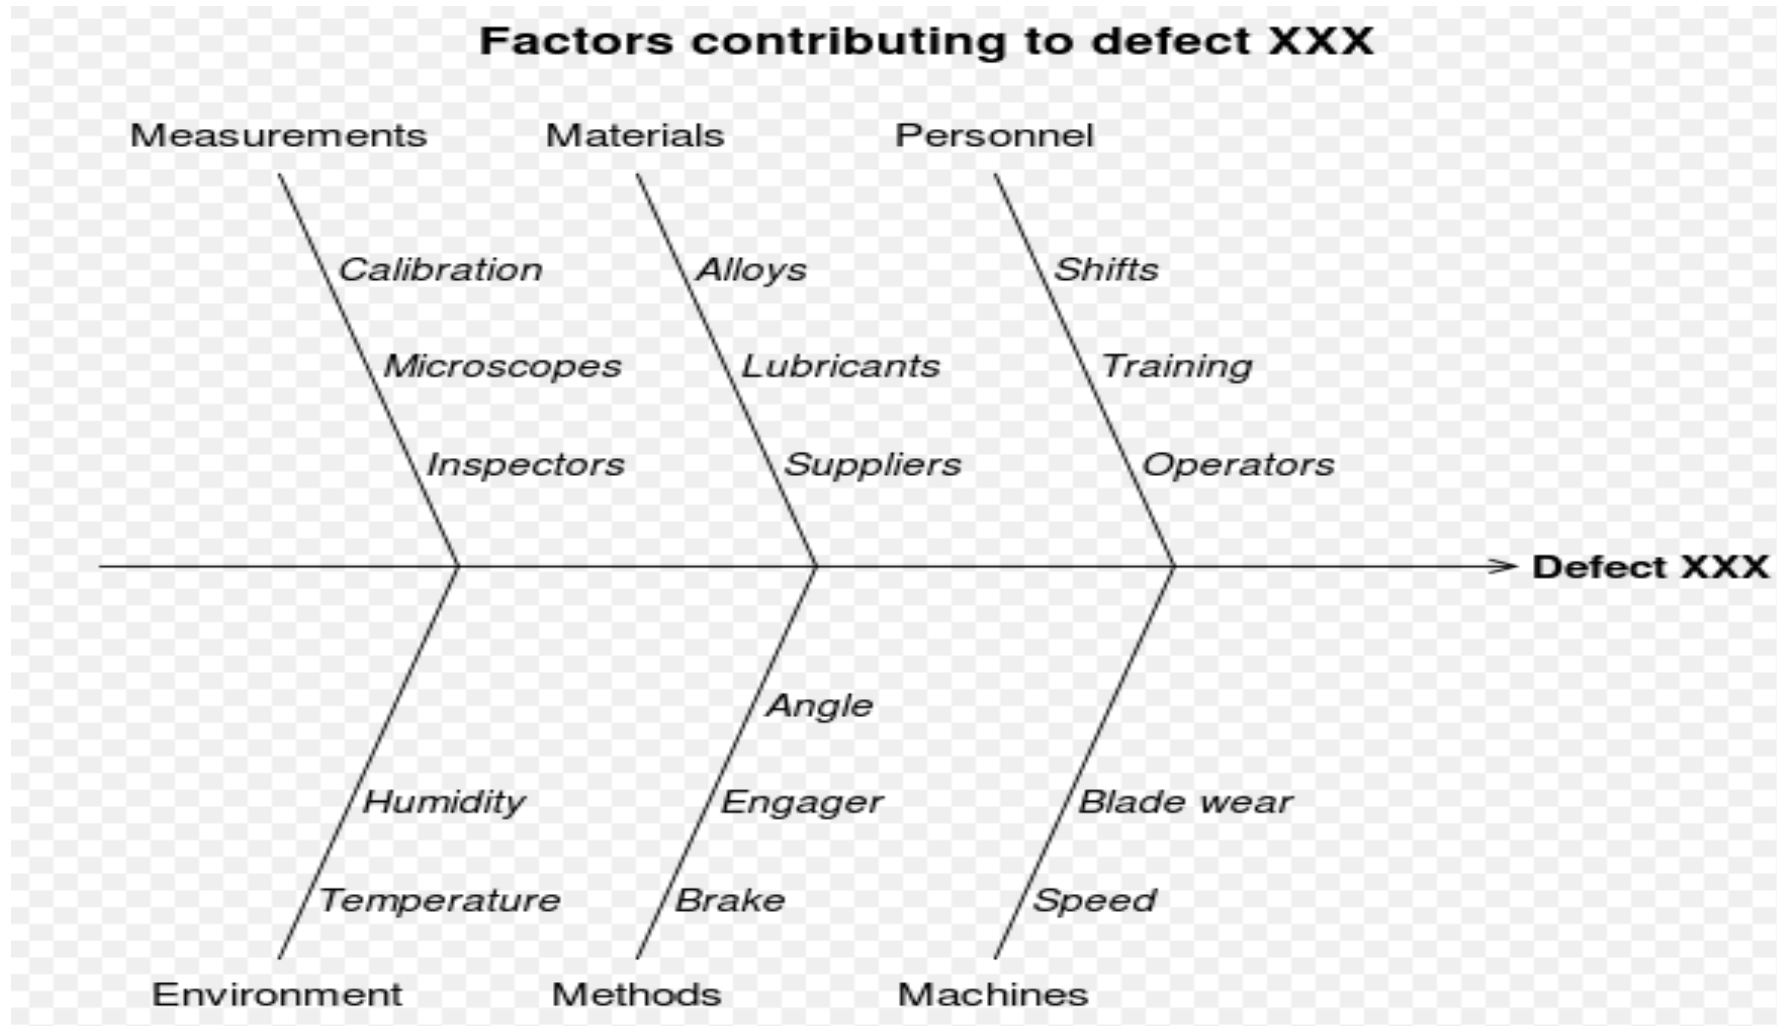 Factors contributing to defect XXX
Measurements
Materials
Personnel
Calibration
Alloys
Shifts
Microscopes
Lubricants
Training
Inspectors
Suppliers
Operators
Defect XXX
Angle
Humidity
Engager
Blade wear
Temperature
Brake
Speed
Environment
Methods
Machines